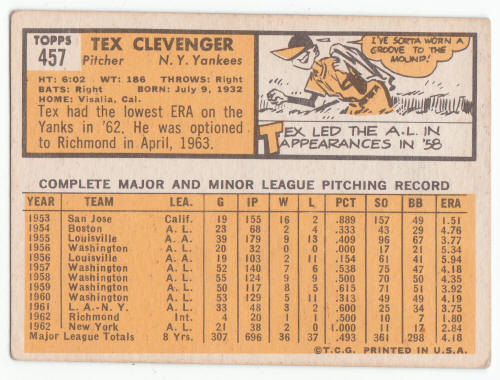 TOPPS
457
TEX CLEVENGER
Pitcher N.Y. Yankees
HT: 6:02 WT: 186 THROWS: Right
BATS: Right BORN: July 9, 1932
HOME: Visalia, Cal.
Tex had the lowest ERA on the
Yanks in '62. He was optioned
to Richmond in April, 1963.
I'VE SORTA WORN A
GROOVE TO THE
MOUND!
TEX LED THE A.L. IN
APPEARANCES IN '58
COMPLETE MAJOR AND MINOR LEAGUE PITCHING RECORD
YEAR TEAM LEA. G IP W L PCT SO BB ERA
1953 San Jose Calif. 19 155 16 2 .889 157 49 1.51
1954 Boston A.L. 23 68 2 4 .333 43 29 4.76
1955 Louisville A.A. 39 179 9 13 .409 96 67 3.77
1956 Washington A.L. 20 32 0 0 .000 17 21 5.34
1956 Louisville A.A. 19 103 2 11 .154 61 41 5.94
1957 Washington A.L. 52 140 7 6 .538 75 47 4.18
1958 Washington A.L. 55 124 9 9 .500 70 50 4.35
1959 Washington A.L. 50 117 8 5 .615 71 51 3.92
1960 Washington A.L. 53 129 5 11 .313 49 49 4.19
1961 L.A.-N.Y. A.L. 33 48 3 2 .600 25 34 3.75
1962 Richmond Int. 4 20 1 1 .500 10 7 1.80
1962 New York A.L. 21 38 2 0 1.000 11 17 2.84
Major League Totals 8 Yrs. 307 696 36 37 .493 361 298 4.18
©T.C.G. PRINTED IN U.S.A.